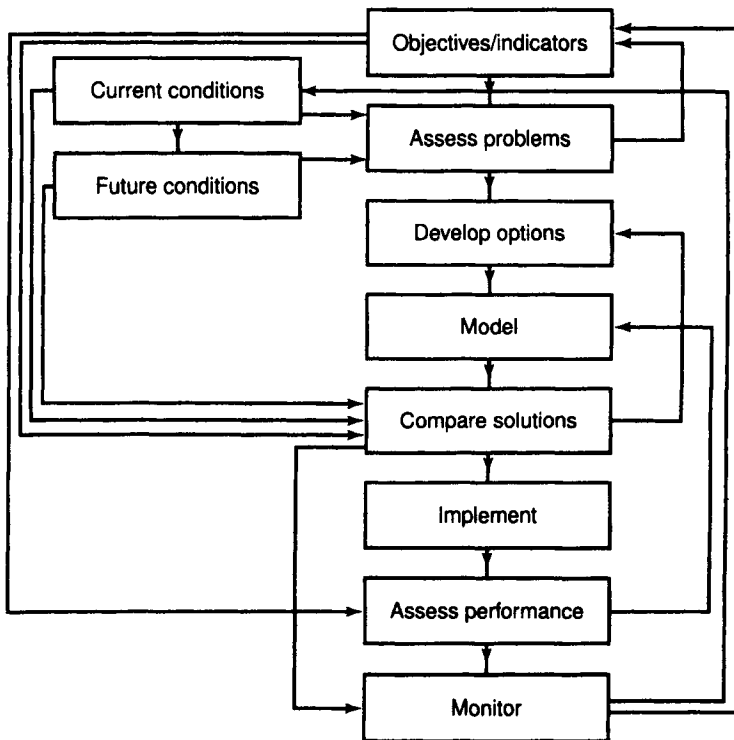 Objectives/indicators
Current conditions
Assess problems
Future conditions
Develop options
Model
Compare solutions
Implement
Assess performance
Monitor